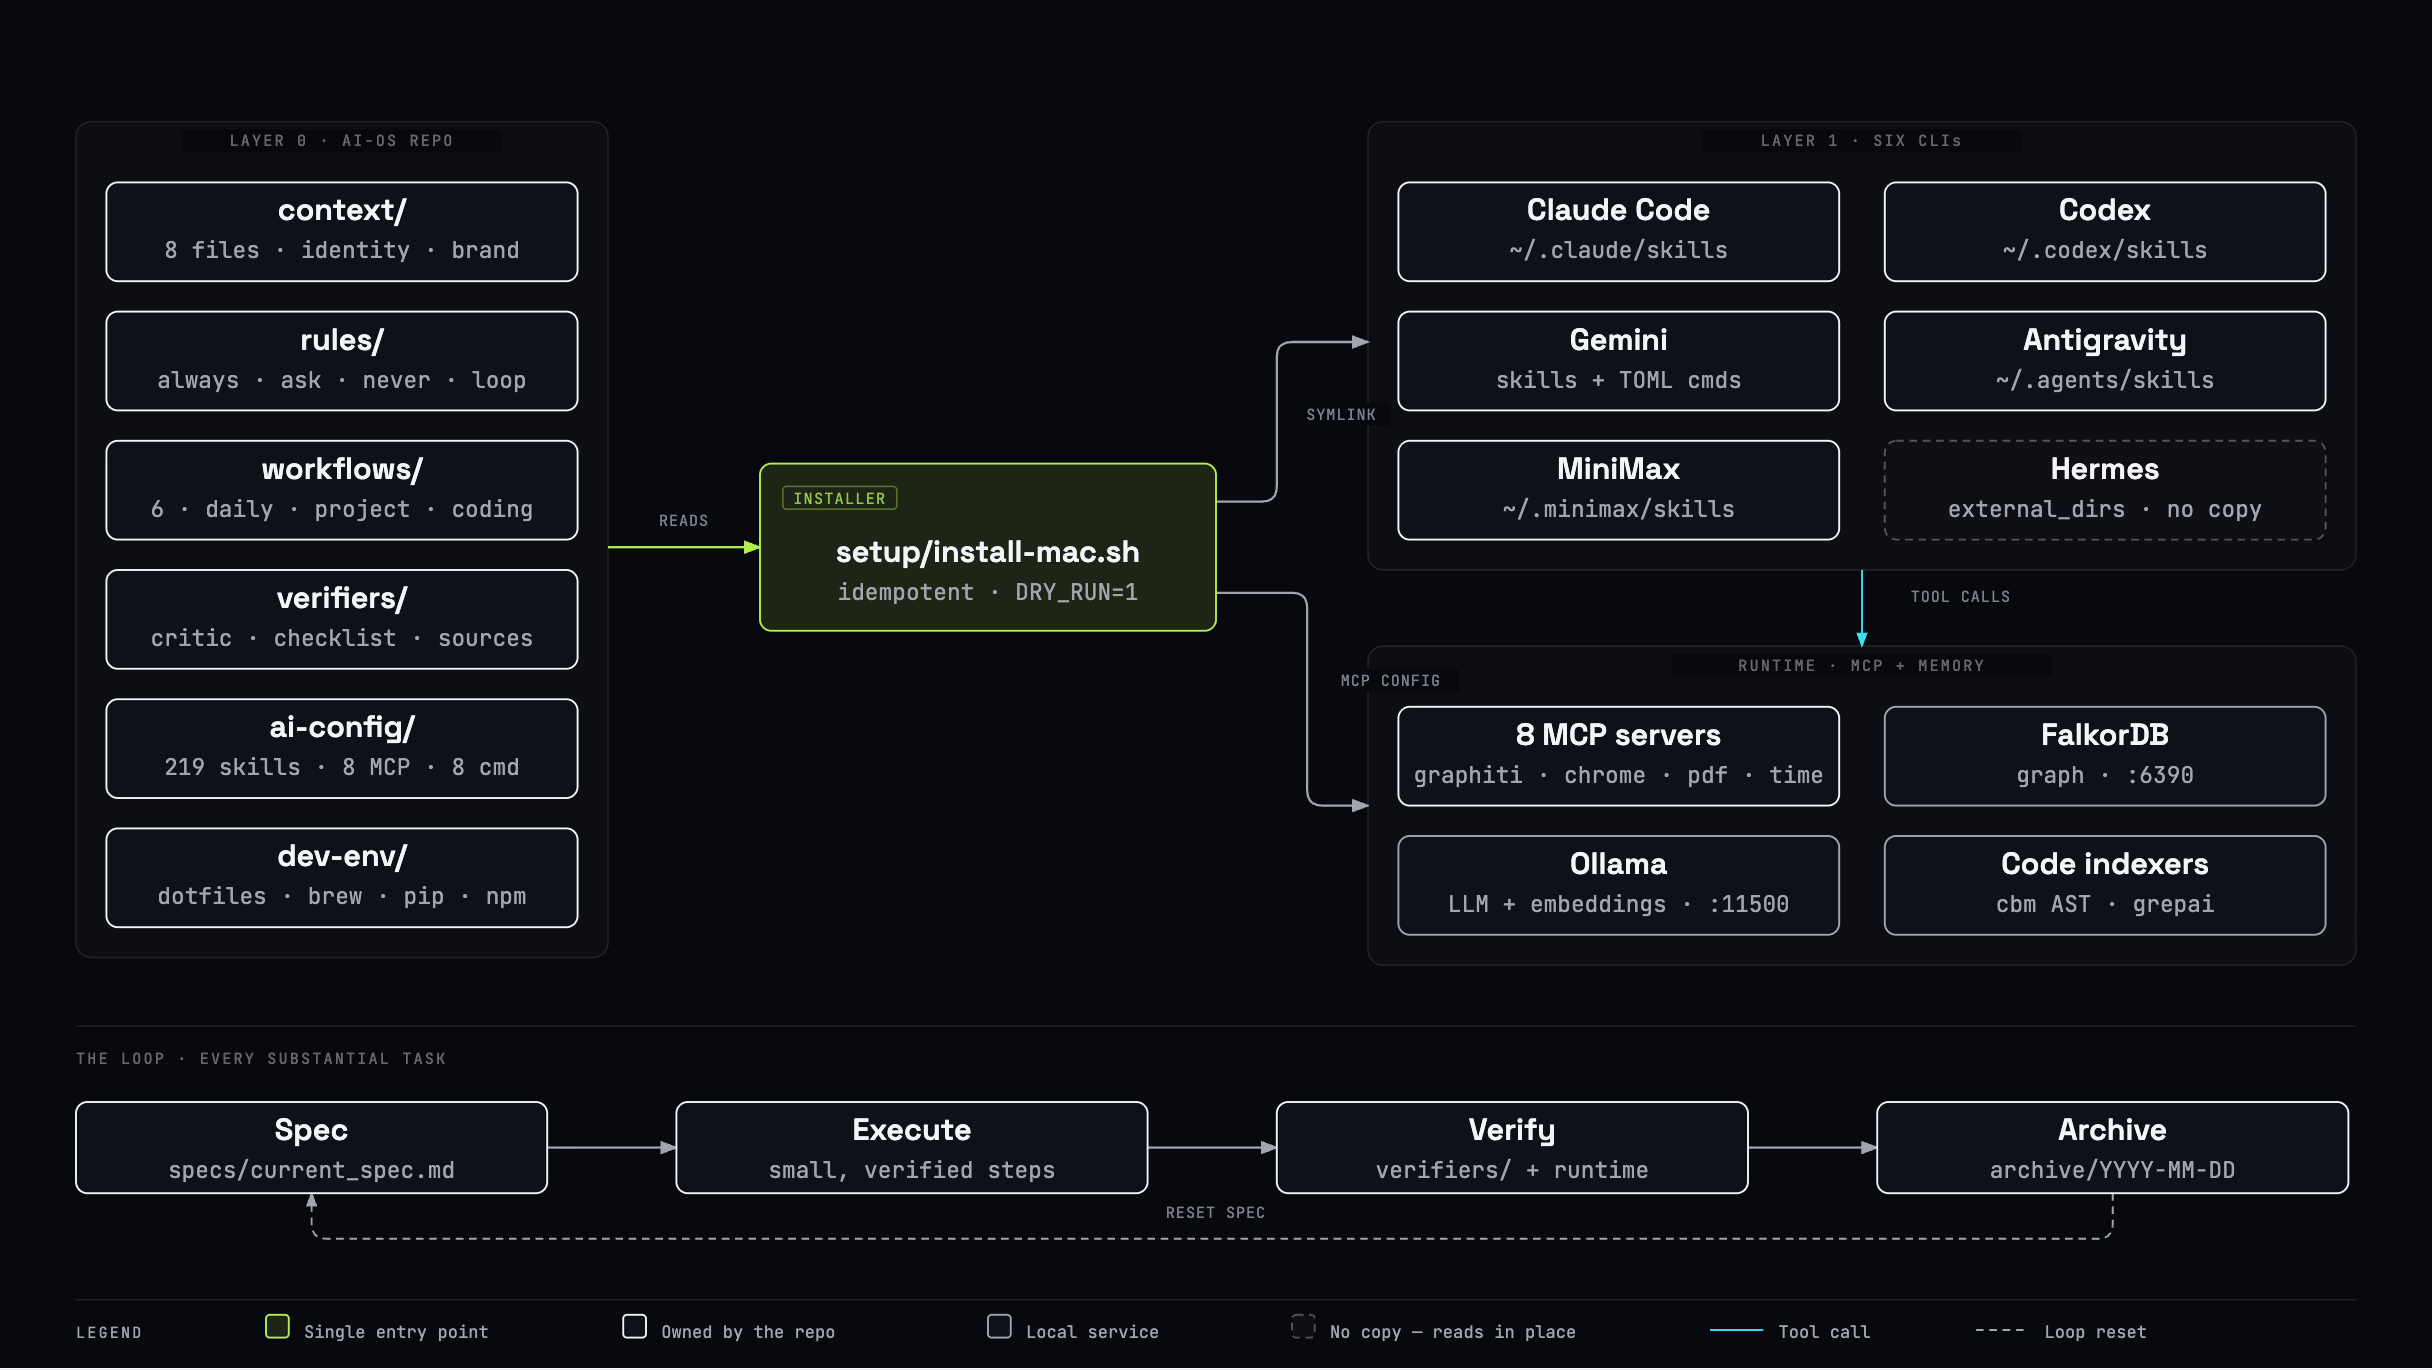 LAYER 0 · AI-OS REPO
context/
8 files · identity · brand
rules/
always · ask · never · loop
workflows/
6 · daily · project · coding
verifiers/
critic · checklist · sources
ai-config/
219 skills · 8 MCP · 8 cmd
dev-env/
dotfiles · brew · pip · npm
READS
INSTALLER
setup/install-mac.sh
idempotent · DRY_RUN=1
SYMLINK
MCP CONFIG
LAYER 1 · SIX CLIs
Claude Code
~/.claude/skills
Codex
~/.codex/skills
Gemini
skills + TOML cmds
Antigravity
~/.agents/skills
MiniMax
~/.minimax/skills
Hermes
external_dirs · no copy
TOOL CALLS
RUNTIME · MCP + MEMORY
8 MCP servers
graphiti · chrome · pdf · time
FalkorDB
graph · :6390
Ollama
LLM + embeddings · :11500
Code indexers
cbm AST · grepai
THE LOOP · EVERY SUBSTANTIAL TASK
Spec
specs/current_spec.md
Execute
small, verified steps
Verify
verifiers/ + runtime
Archive
archive/YYYY-MM-DD
RESET SPEC
LEGEND
Single entry point
Owned by the repo
Local service
No copy — reads in place
Tool call
Loop reset